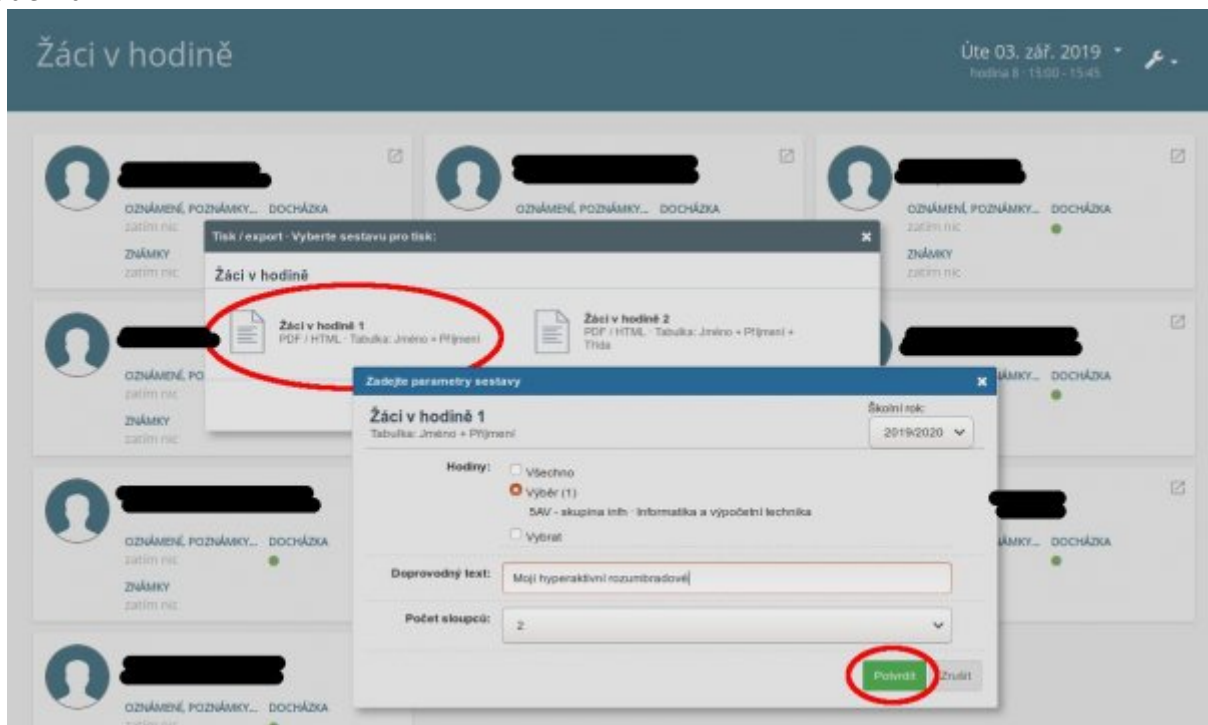 Žáci v hodině
Úte 03. zář. 2019
hodina 8 · 15:00 - 15:45
OZNÁMENÍ, POZNÁMKY... DOCHÁZKA
zatím nic
ZNÁMKY
zatím nic
OZNÁMENÍ, POZNÁMKY... DOCHÁZKA
OZNÁMENÍ, POZNÁMKY... DOCHÁZKA
zatím nic
ZNÁMKY
zatím nic
Tisk / export - Vyberte sestavu pro tisk:
Žáci v hodině
Žáci v hodině 1
PDF / HTML · Tabulka: Jméno + Příjmení
Žáci v hodině 2
PDF / HTML · Tabulka: Jméno + Příjmení +
Třída
OZNÁMENÍ, PO
zatím nic
ZNÁMKY
zatím nic
ÁMKY... DOCHÁZKA
Zadejte parametry sestavy
Žáci v hodině 1
Tabulka: Jméno + Příjmení
Školní rok:
2019/2020
Hodiny:
Všechno
Výběr (1)
5AV - skupina infh · Informatika a výpočetní technika
Vybrat
Doprovodný text:
Moji hyperaktivní rozumbradové
Počet sloupců:
2
Potvrdit
Zrušit
OZNÁMENÍ, POZNÁMKY... DOCHÁZKA
zatím nic
ZNÁMKY
zatím nic
ÁMKY... DOCHÁZKA
OZNÁMENÍ, POZNÁMKY... DOCHÁZKA